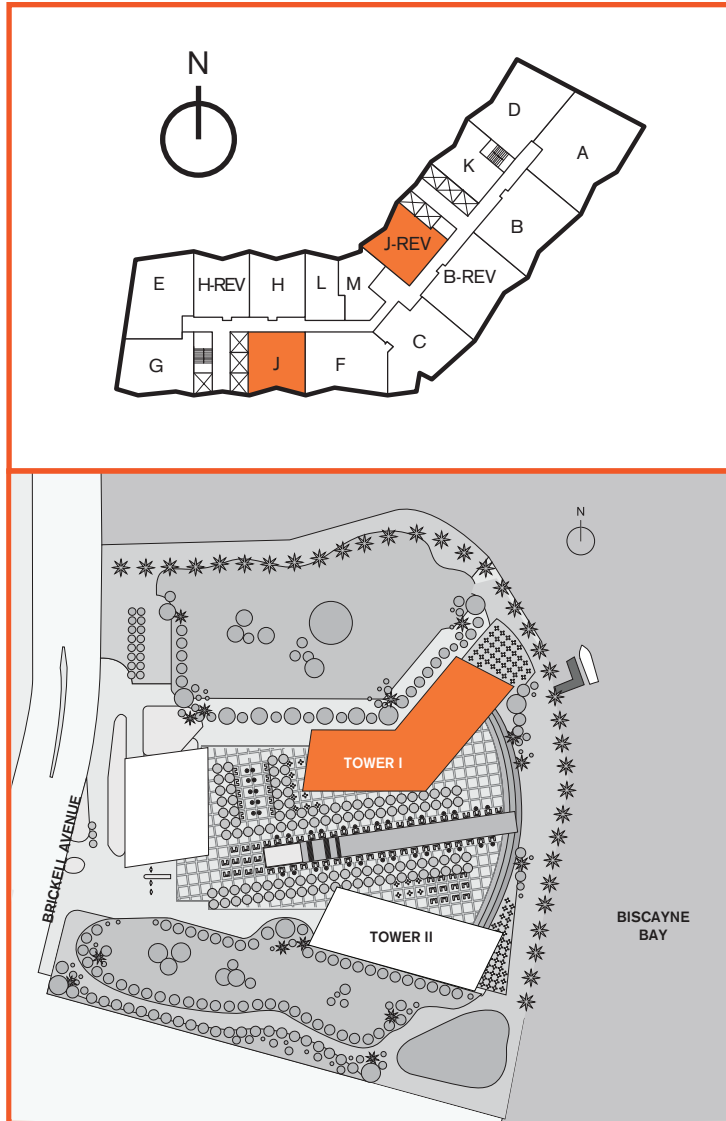 N
D
A
K
B
J-REV
B-REV
E
H-REV
H
L
M
C
G
J
F
N
TOWER I
BRICKELL AVENUE
TOWER II
BISCAYNE
BAY